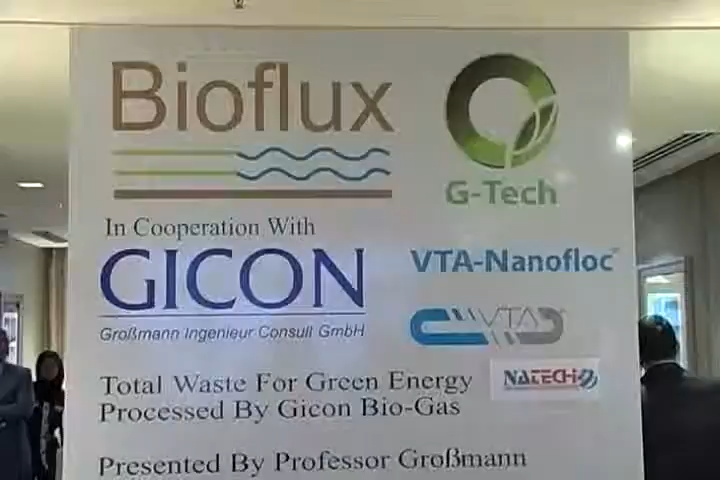 Bioflux
G-Tech
In Cooperation With
GICON
Großmann Ingenieur Consult GmbH
VTA-Nanofloc
VTA
NATECH
Total Waste For Green Energy
Processed By Gicon Bio-Gas
Presented By Professor Großmann